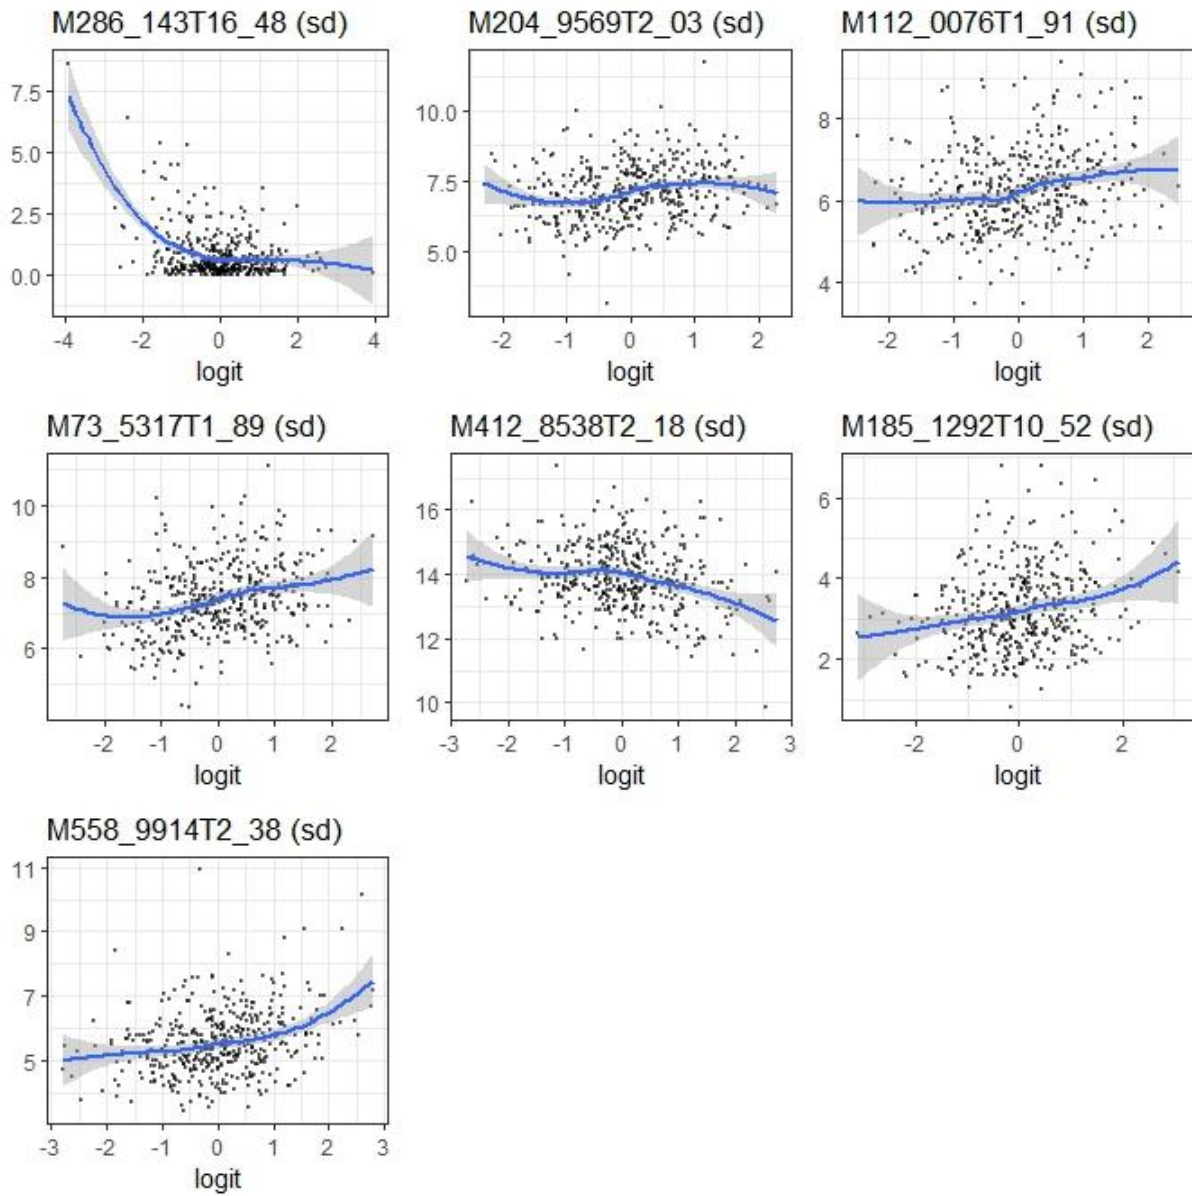 M286_143T16_48 (sd) M204_9569T2_03 (sd) M112_0076T1_91 (sd)
7.5
5.0
2.5
0.0
-4 -2 0 2 4
logit
10.0
7.5
5.0
-2 -1 0 1 2
logit
8
6
4
-2 -1 0 1 2
logit
M73_5317T1_89 (sd) M412_8538T2_18 (sd) M185_1292T10_52 (sd)
10
8
6
-2 -1 0 1 2
logit
16
14
12
10
-3 -2 -1 0 1 2 3
logit
6
4
2
-2 0 2
logit
M558_9914T2_38 (sd)
11
9
7
5
-3 -2 -1 0 1 2 3
logit